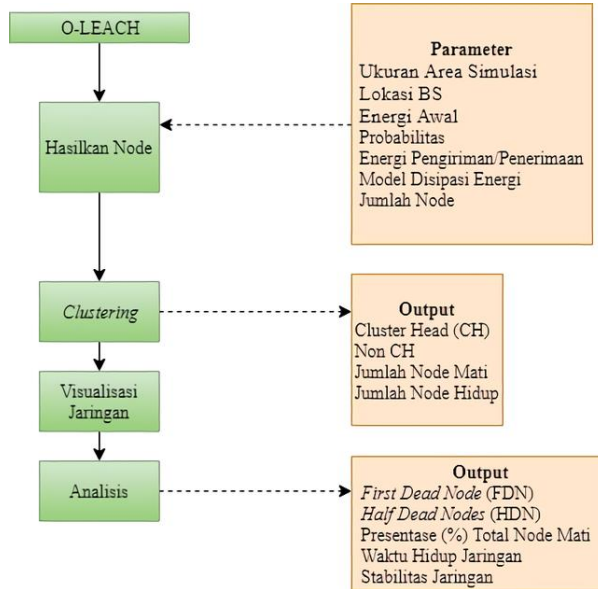 O-LEACH
Parameter
Ukuran Area Simulasi
Lokasi BS
Energi Awal
Probabilitas
Energi Pengiriman/Penerimaan
Model Disipasi Energi
Jumlah Node
Hasilkan Node
Clustering
Output
Cluster Head (CH)
Non CH
Jumlah Node Mati
Jumlah Node Hidup
Visualisasi
Jaringan
Analisis
Output
First Dead Node (FDN)
Half Dead Nodes (HDN)
Presentase (%) Total Node Mati
Waktu Hidup Jaringan
Stabilitas Jaringan